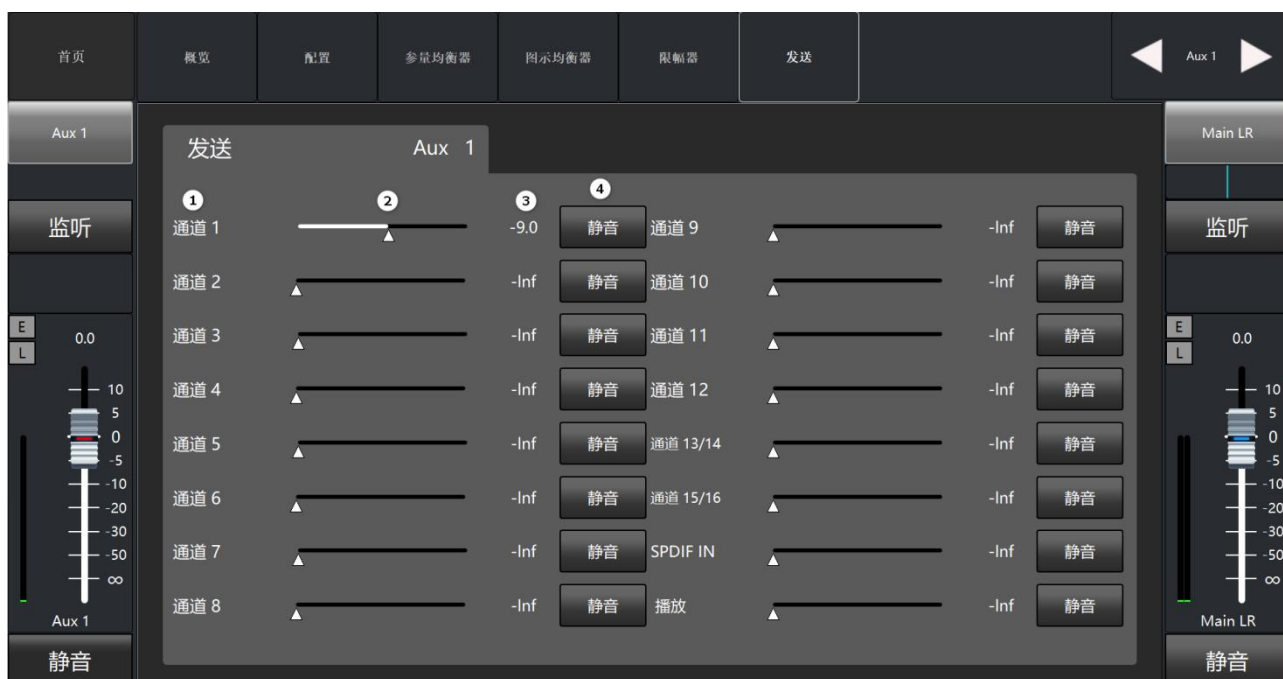 首页 概览 配置 参量均衡器 图示均衡器 限幅器 发送 Aux 1
Aux 1
监听
E
L
0.0
10
5
0
-5
-10
-20
-30
-50
∞
Aux 1
静音
发送 Aux 1
① ② ③ ④
通道 1 -9.0 静音 通道 9 -Inf 静音
通道 2 -Inf 静音 通道 10 -Inf 静音
通道 3 -Inf 静音 通道 11 -Inf 静音
通道 4 -Inf 静音 通道 12 -Inf 静音
通道 5 -Inf 静音 通道 13/14 -Inf 静音
通道 6 -Inf 静音 通道 15/16 -Inf 静音
通道 7 -Inf 静音 SPDIF IN -Inf 静音
通道 8 -Inf 静音 播放 -Inf 静音
Main LR
监听
E
L
0.0
10
5
0
-5
-10
-20
-30
-50
∞
Main LR
静音